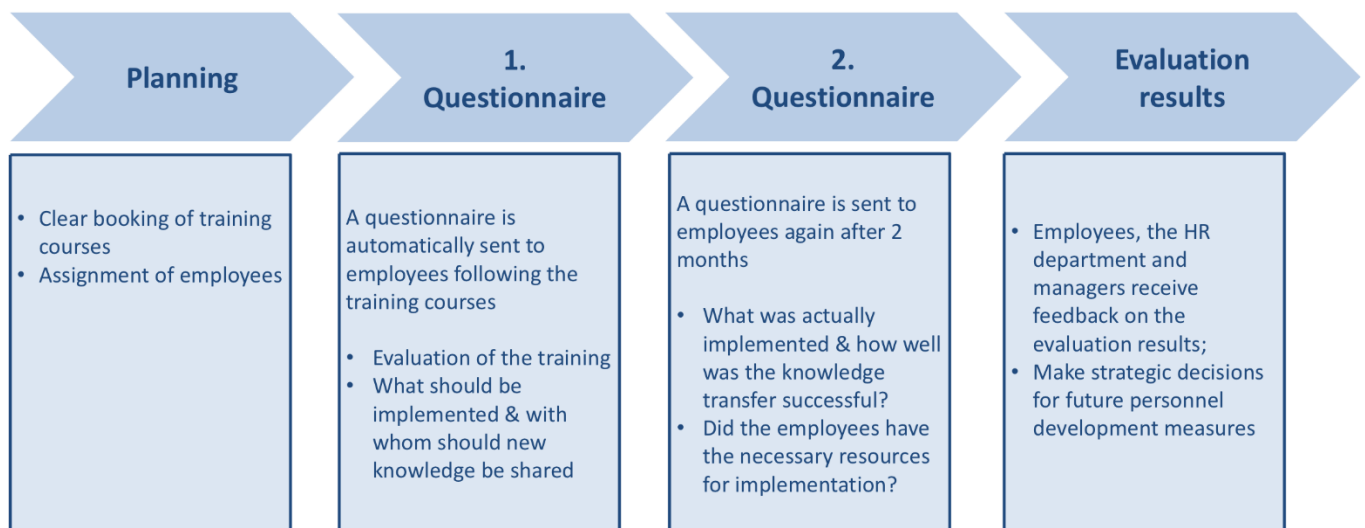 Planning
1.
Questionnaire
2.
Questionnaire
Evaluation
results
• Clear booking of training
courses
• Assignment of employees
A questionnaire is
automatically sent to
employees following the
training courses
• Evaluation of the training
• What should be
implemented & with
whom should new
knowledge be shared
A questionnaire is sent to
employees again after 2
months
• What was actually
implemented & how well
was the knowledge
transfer successful?
• Did the employees have
the necessary resources
for implementation?
• Employees, the HR
department and
managers receive
feedback on the
evaluation results;
• Make strategic decisions
for future personnel
development measures